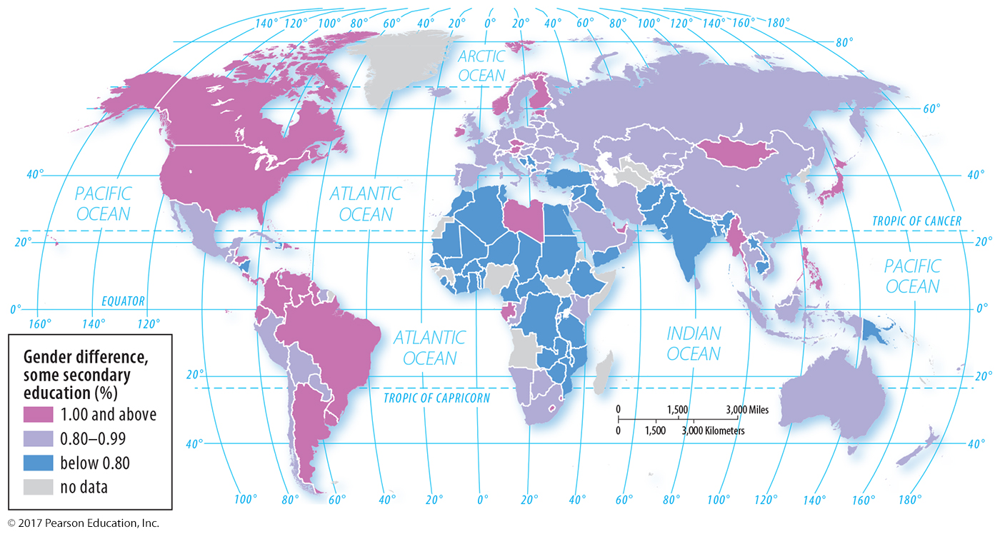 140° 120° 100° 80° 60° 40° 20° 0° 20° 40° 60° 80° 100° 120° 140° 160° 180°
80°
ARCTIC
OCEAN
60°
40°
40°
PACIFIC
OCEAN
ATLANTIC
OCEAN
TROPIC OF CANCER
20°
20°
PACIFIC
OCEAN
EQUATOR
0°
0°
160° 140° 120°
ATLANTIC
OCEAN
INDIAN
OCEAN
Gender difference,
some secondary
education (%)
1.00 and above
0.80–0.99
below 0.80
no data
20°
20°
TROPIC OF CAPRICORN
0 1,500 3,000 Miles
0 1,500 3,000 Kilometers
40°
40°
100° 80° 60° 40° 20° 0° 20° 40° 60° 80° 100° 120° 140° 160° 180°
© 2017 Pearson Education, Inc.